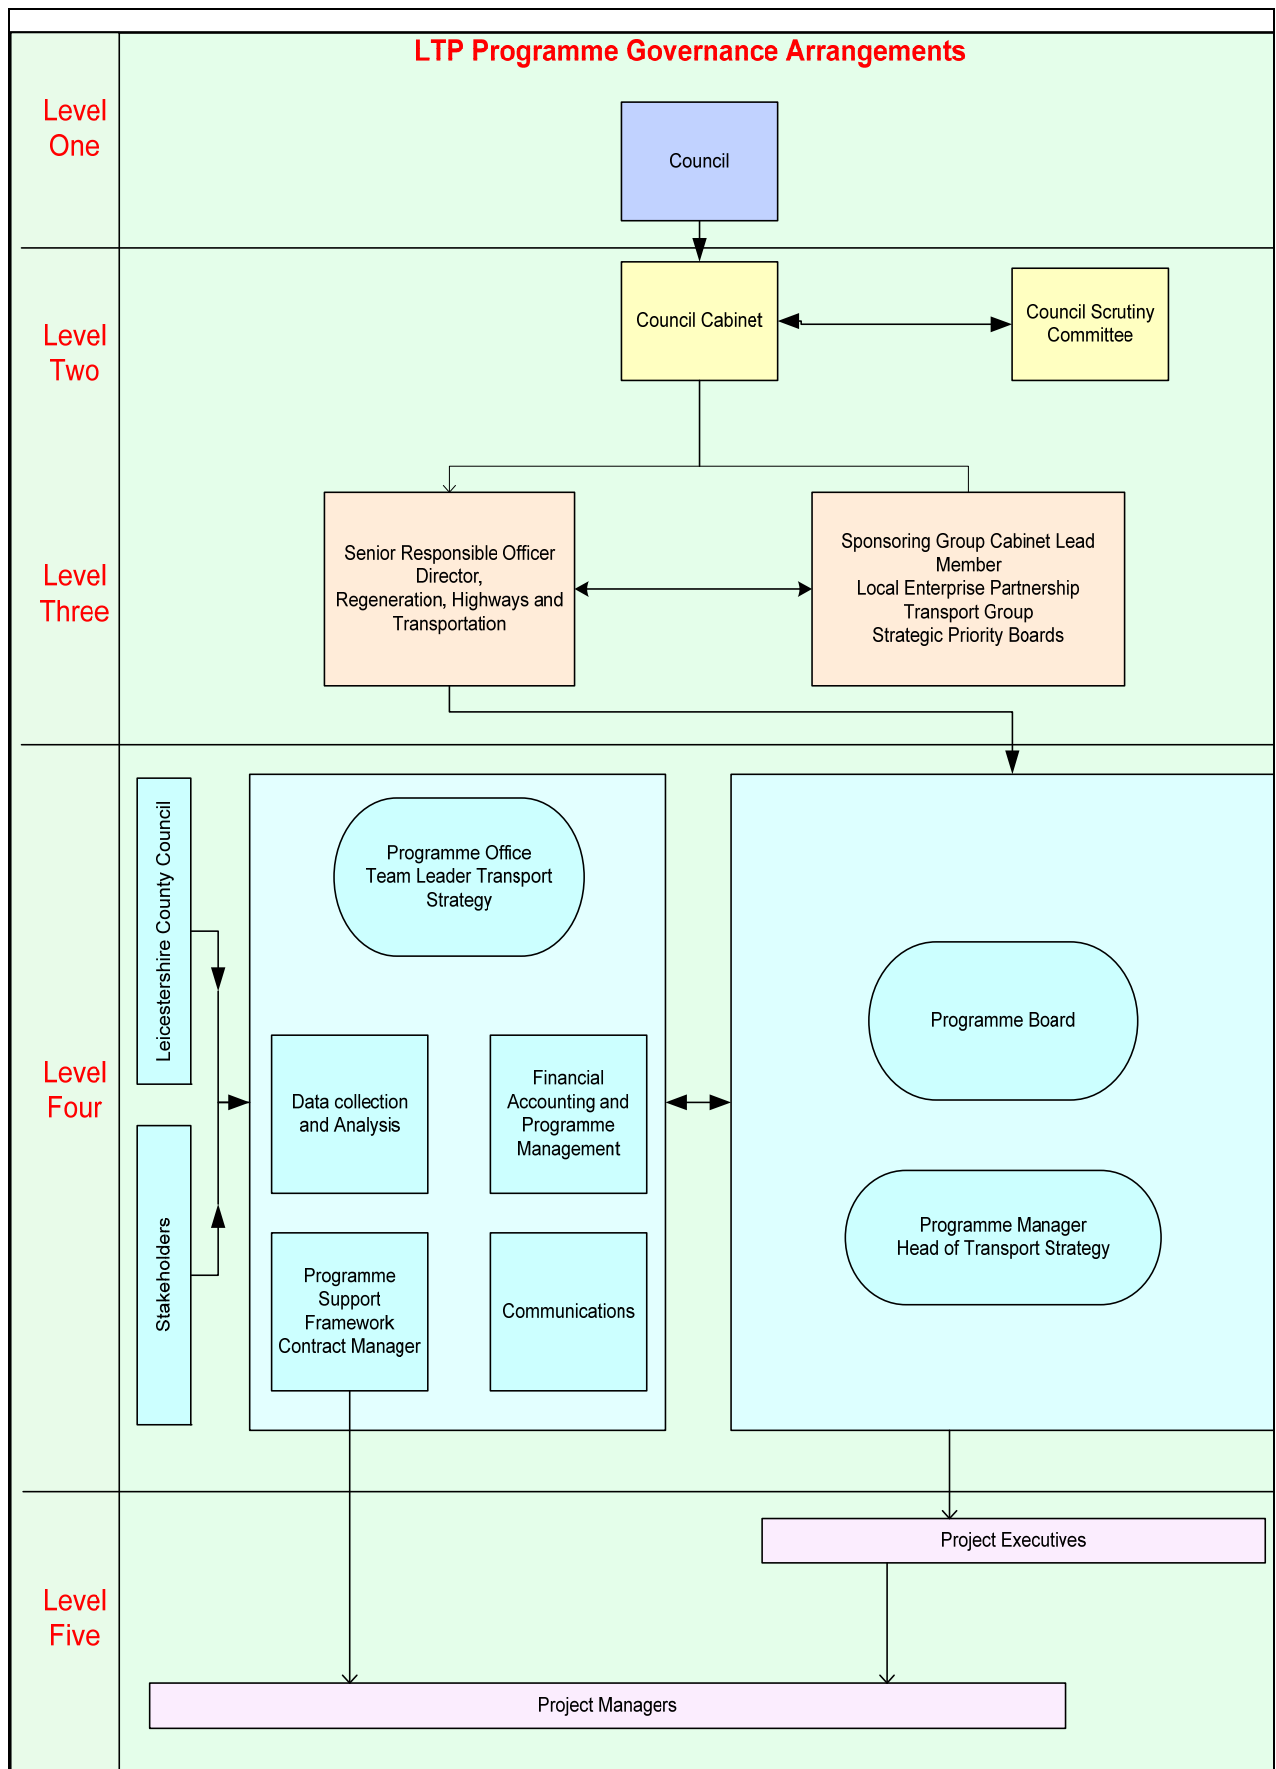 LTP Programme Governance Arrangements
Level
One
Council
Level
Two
Council Cabinet
Council Scrutiny
Committee
Level
Three
Senior Responsible Officer
Director,
Regeneration, Highways and
Transportation
Sponsoring Group Cabinet Lead
Member
Local Enterprise Partnership
Transport Group
Strategic Priority Boards
Level
Four
Leicestershire County Council
Stakeholders
Programme Office
Team Leader Transport
Strategy
Data collection
and Analysis
Financial
Accounting and
Programme
Management
Programme
Support
Framework
Contract Manager
Communications
Programme Board
Programme Manager
Head of Transport Strategy
Level
Five
Project Executives
Project Managers